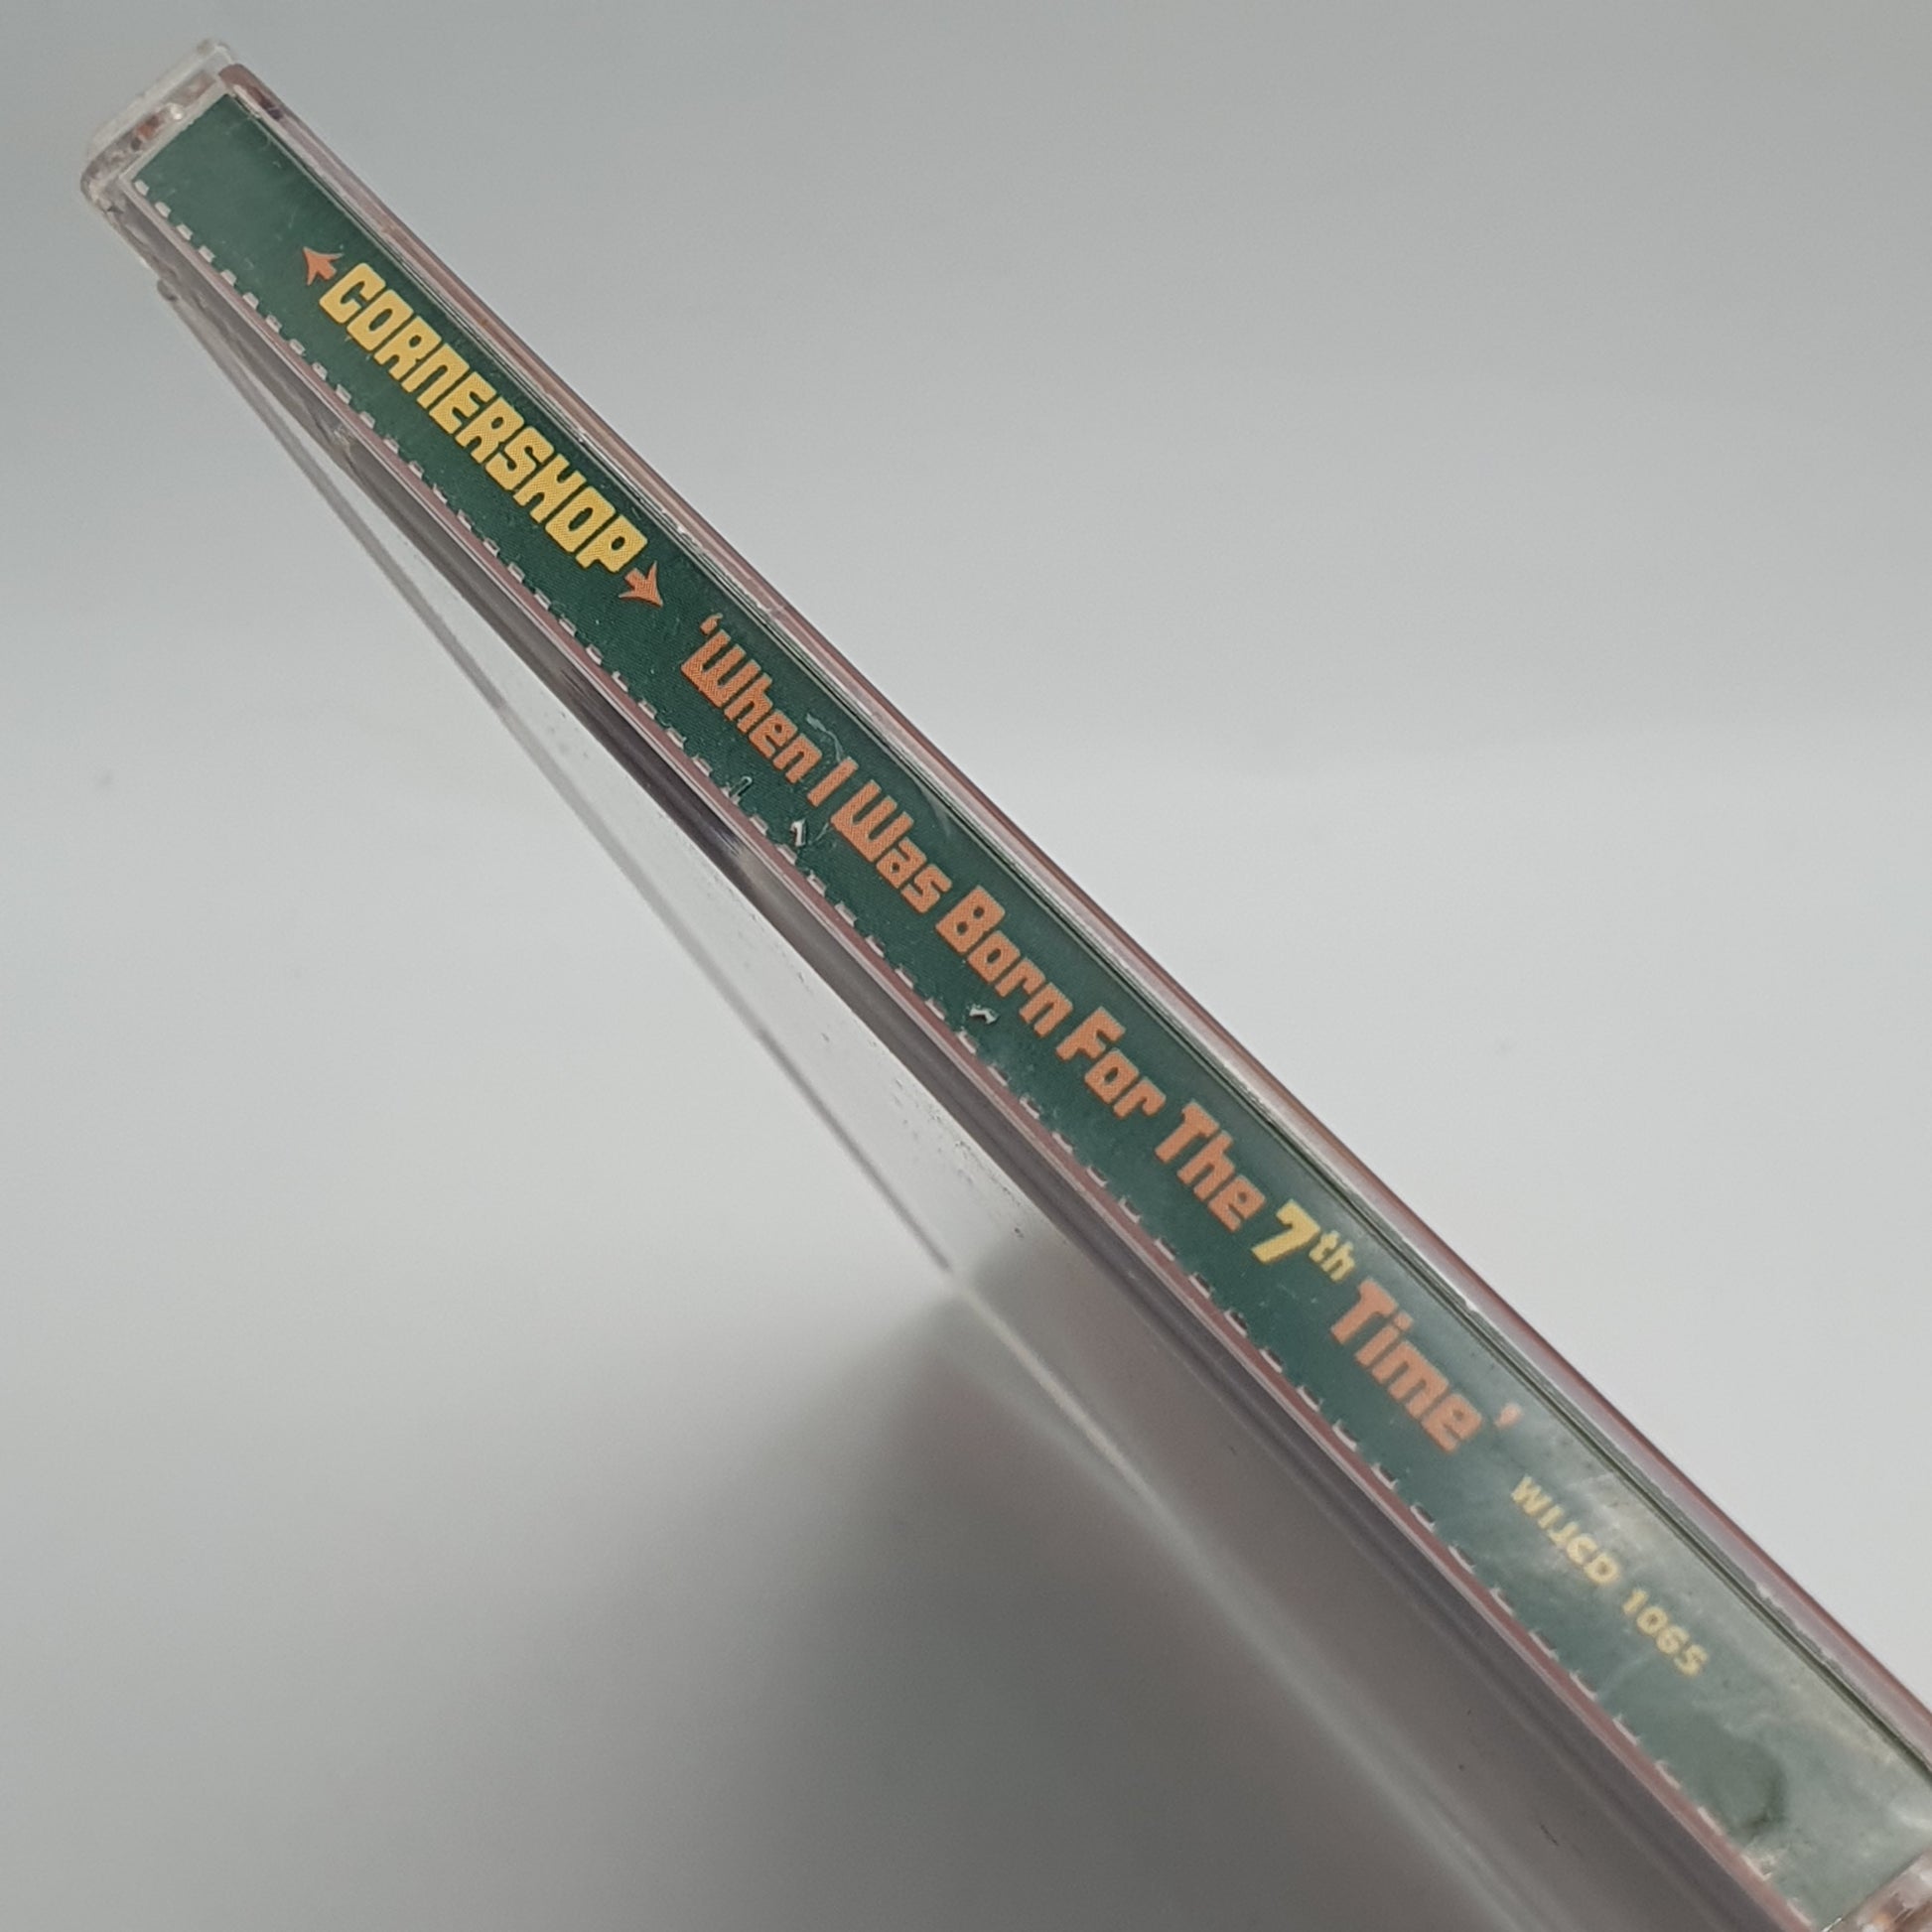 CORNERSHOP 'When I Was Born For The 7th Time' WIJCD 1065